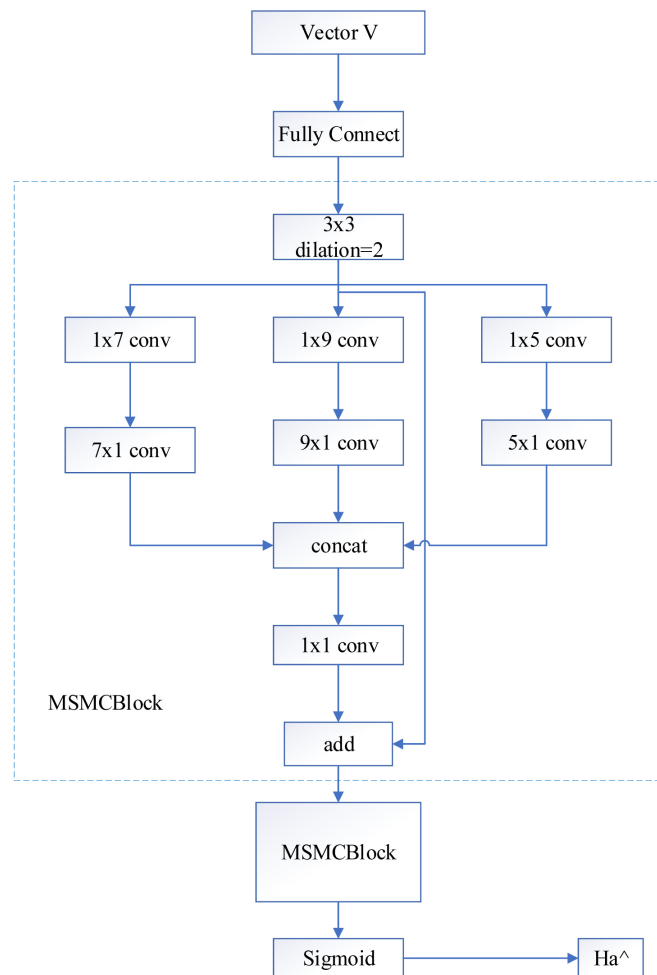 Vector V
Fully Connect
3x3
dilation=2
1x7 conv
1x9 conv
1x5 conv
7x1 conv
9x1 conv
5x1 conv
concat
1x1 conv
MSMCBlock
add
MSMCBlock
Sigmoid
Ha^